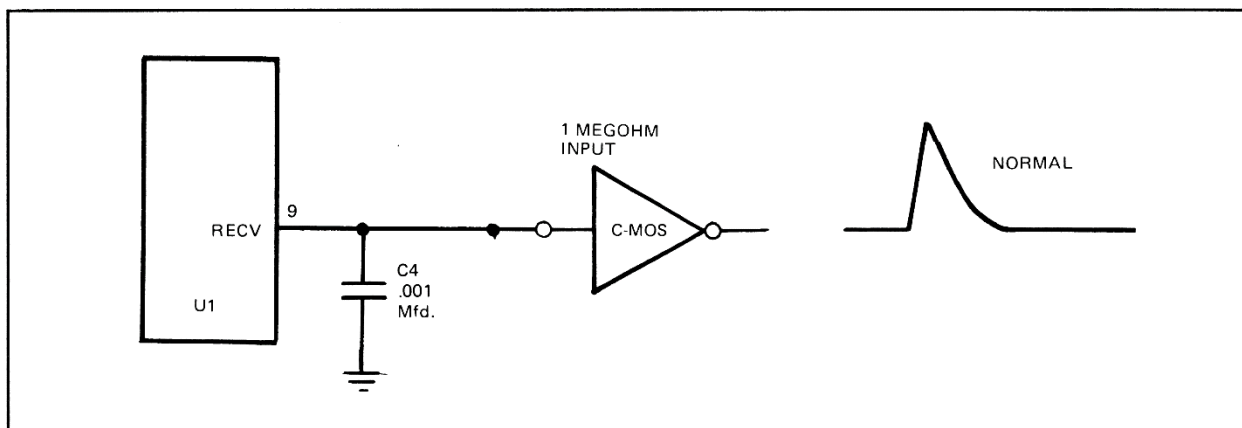 1 MEGOHM
INPUT
NORMAL
9
RECV
C-MOS
C4
.001
Mfd.
U1